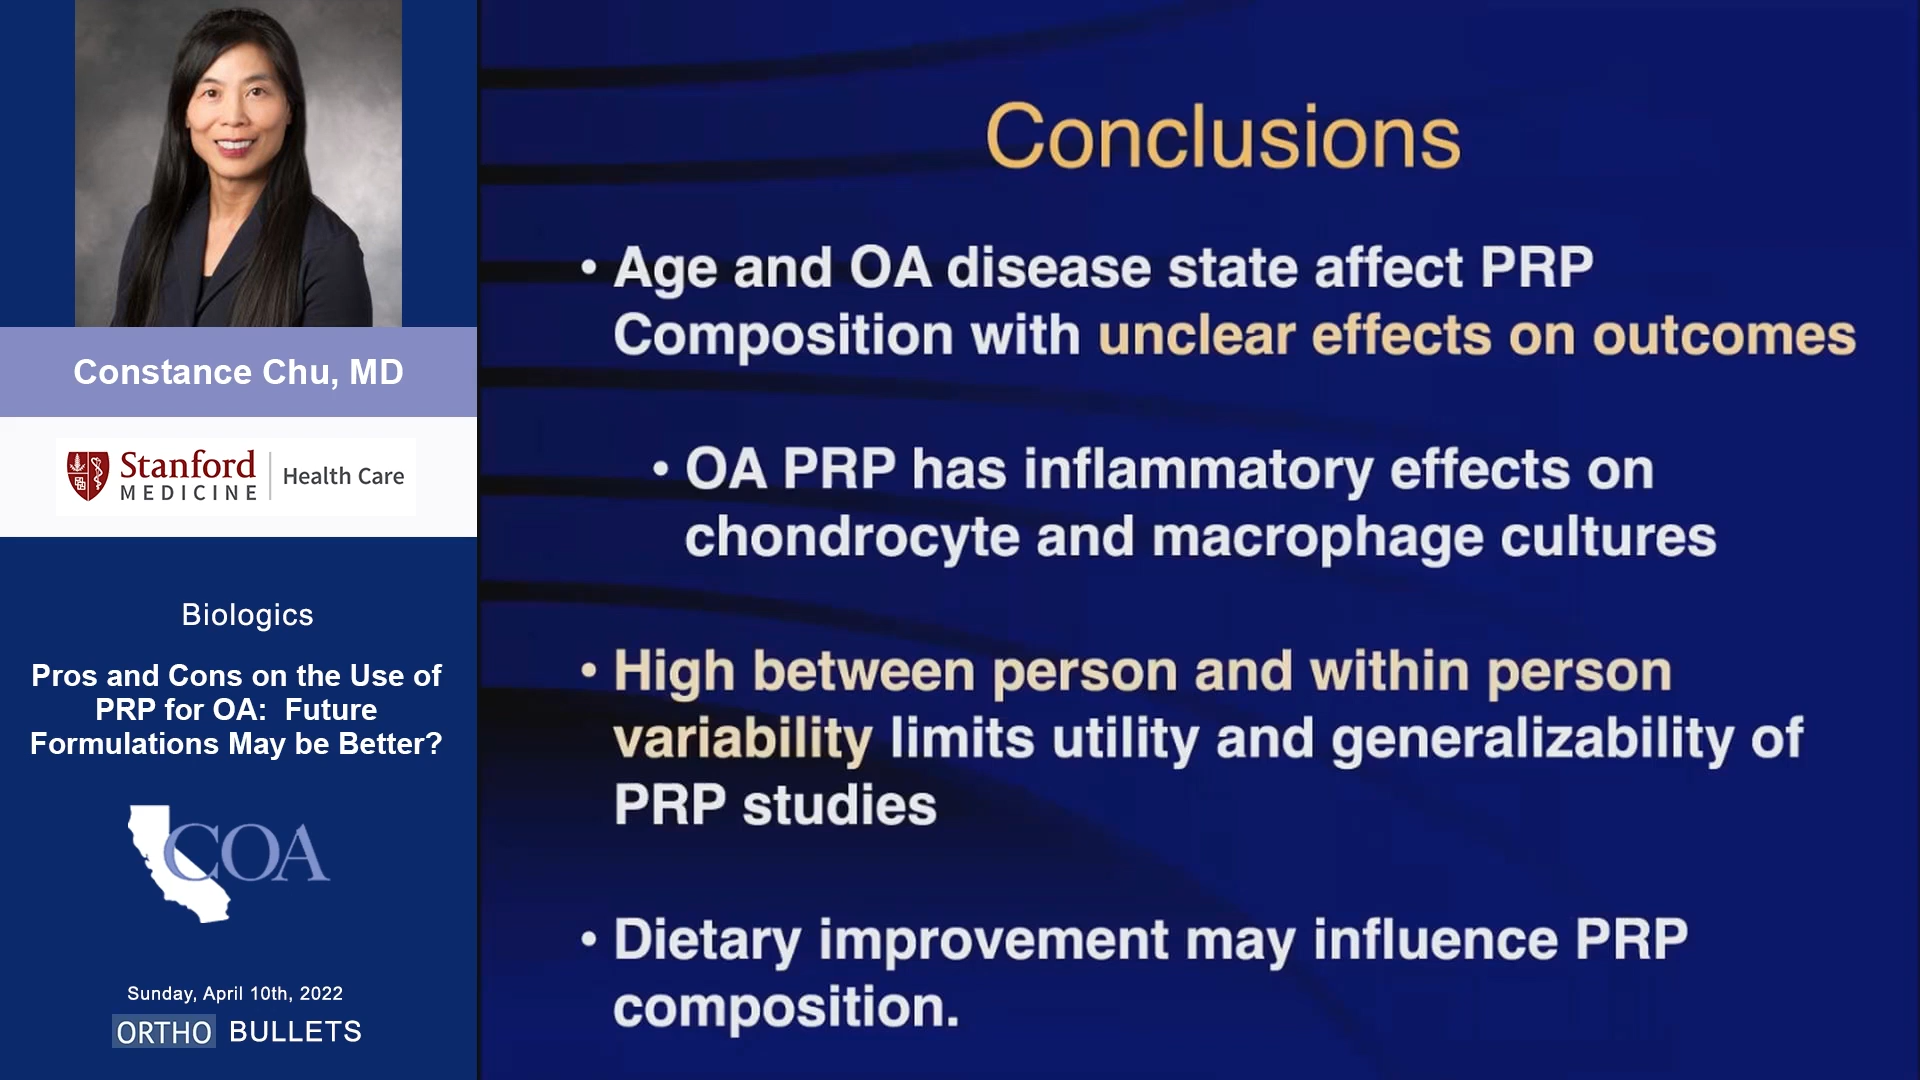 Constance Chu, MD
Stanford
MEDICINE
Health Care
Biologics
Pros and Cons on the Use of
PRP for OA:  Future
Formulations May be Better?
COA
Sunday, April 10th, 2022
ORTHO BULLETS
Conclusions
• Age and OA disease state affect PRP
Composition with unclear effects on outcomes
• OA PRP has inflammatory effects on
chondrocyte and macrophage cultures
• High between person and within person
variability limits utility and generalizability of
PRP studies
• Dietary improvement may influence PRP
composition.